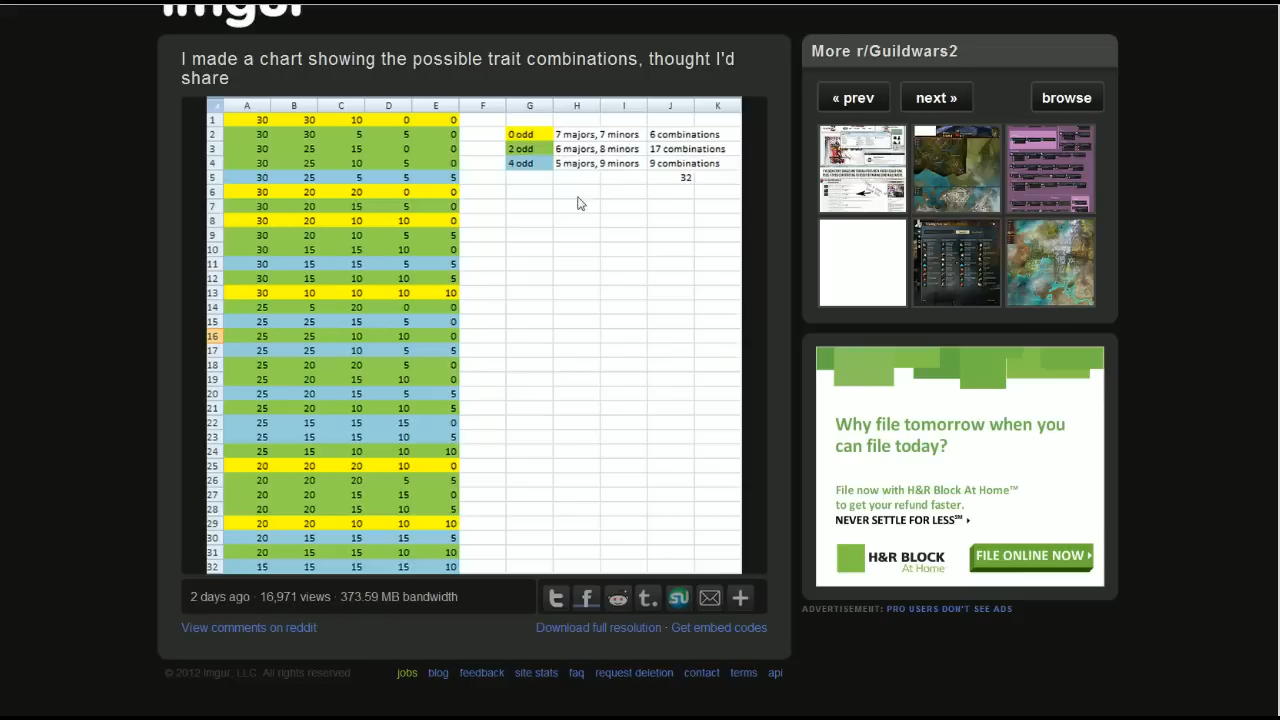 imgur
I made a chart showing the possible trait combinations, thought I'd
share
A B C D E F G H I J K
1 30 30 10 0 0
2 30 30 5 5 0 0 odd 7 majors, 7 minors 6 combinations
3 30 25 15 0 0 2 odd 6 majors, 8 minors 17 combinations
4 30 25 10 5 0 4 odd 5 majors, 9 minors 9 combinations
5 30 25 5 5 5 32
6 30 20 20 0 0
7 30 20 15 5 0
8 30 20 10 10 0
9 30 20 10 5 5
10 30 15 15 10 0
11 30 15 15 5 5
12 30 15 10 10 5
13 30 10 10 10 10
14 25 5 20 0 0
15 25 25 15 5 0
16 25 25 10 10 0
17 25 25 10 5 5
18 25 20 20 5 0
19 25 20 15 10 0
20 25 20 15 5 5
21 25 20 10 10 5
22 25 15 15 15 0
23 25 15 15 10 5
24 25 15 10 10 10
25 20 20 20 10 0
26 20 20 20 5 5
27 20 20 15 15 0
28 20 20 15 10 5
29 20 20 10 10 10
30 20 15 15 15 5
31 20 15 15 10 10
32 15 15 15 15 10
2 days ago · 16,971 views · 373.59 MB bandwidth
View comments on reddit Download full resolution · Get embed codes
© 2012 Imgur, LLC. All rights reserved jobs blog feedback site stats faq request deletion contact terms api
More r/Guildwars2
« prev next » browse
Why file tomorrow when you
can file today?
File now with H&R Block At Home™
to get your refund faster.
NEVER SETTLE FOR LESS℠
H&R BLOCK
At Home
FILE ONLINE NOW
ADVERTISEMENT: PRO USERS DON'T SEE ADS